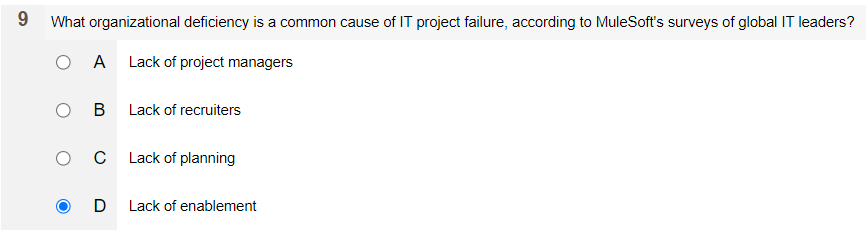 9 What organizational deficiency is a common cause of IT project failure, according to MuleSoft's surveys of global IT leaders?
A Lack of project managers
B Lack of recruiters
C Lack of planning
D Lack of enablement